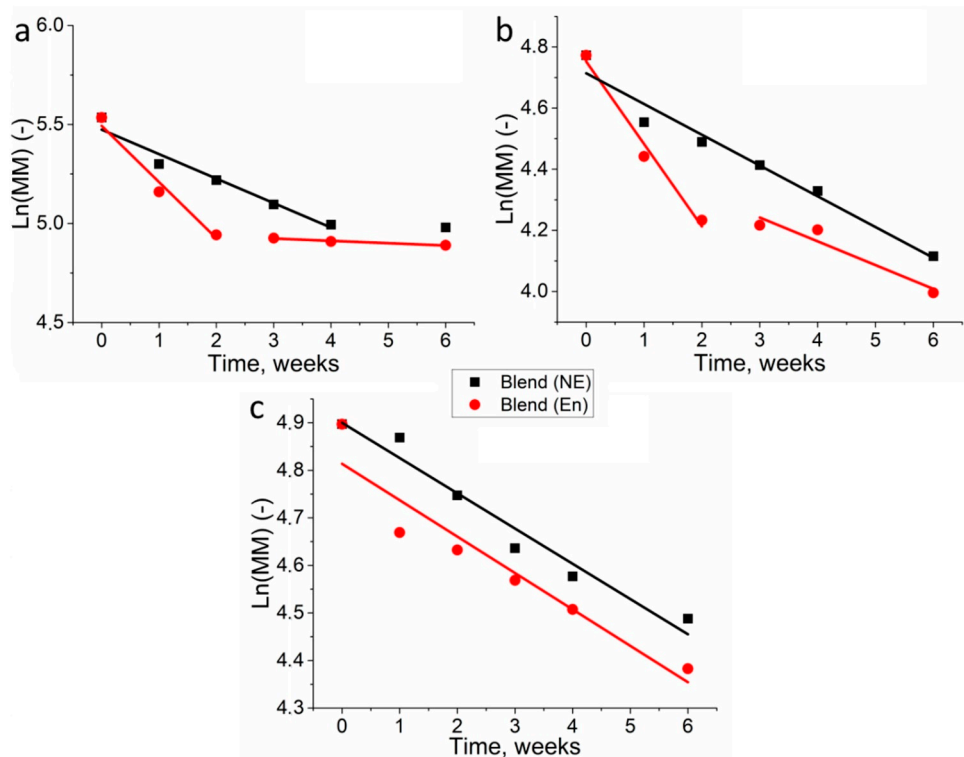 a
6.0
5.5
5.0
4.5
Ln(MM) (-)
0 1 2 3 4 5 6
Time, weeks
b
4.8
4.6
4.4
4.2
4.0
Ln(MM) (-)
0 1 2 3 4 5 6
Time, weeks
Blend (NE)
Blend (En)
c
4.9
4.8
4.7
4.6
4.5
4.4
4.3
Ln(MM) (-)
0 1 2 3 4 5 6
Time, weeks